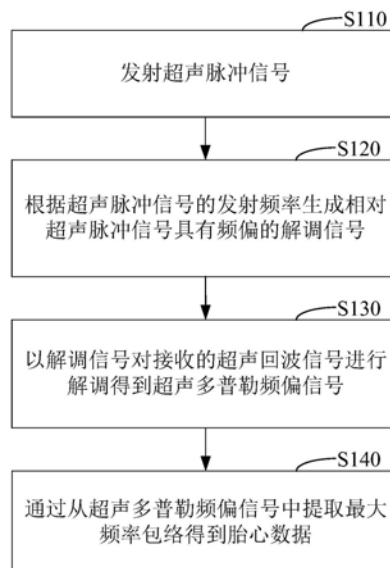 S110
发射超声脉冲信号
S120
根据超声脉冲信号的发射频率生成相对
超声脉冲信号具有频偏的解调信号
S130
以解调信号对接收的超声回波信号进行
解调得到超声多普勒频偏信号
S140
通过从超声多普勒频偏信号中提取最大
频率包络得到胎心数据